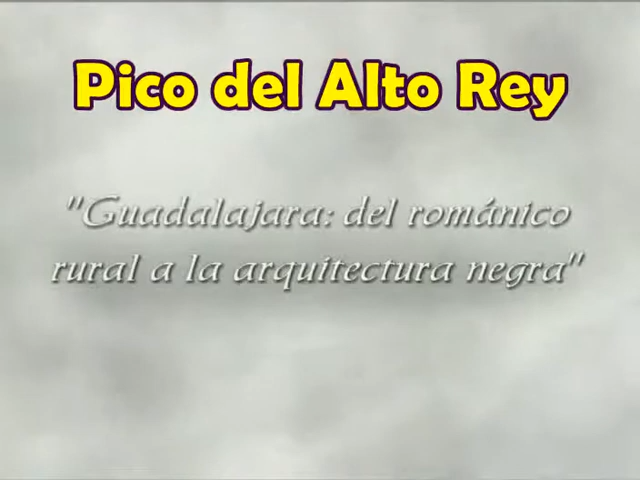 Pico del Alto Rey
"Guadalajara: del románico
rural a la arquitectura negra"